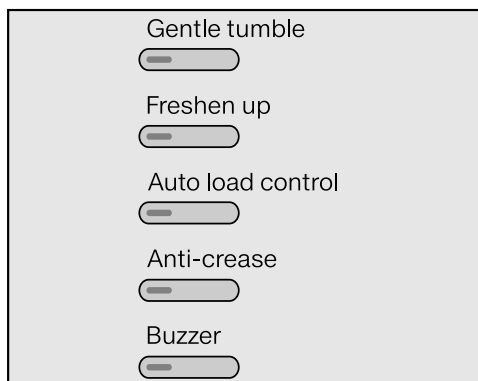 Gentle tumble
Freshen up
Auto load control
Anti-crease
Buzzer